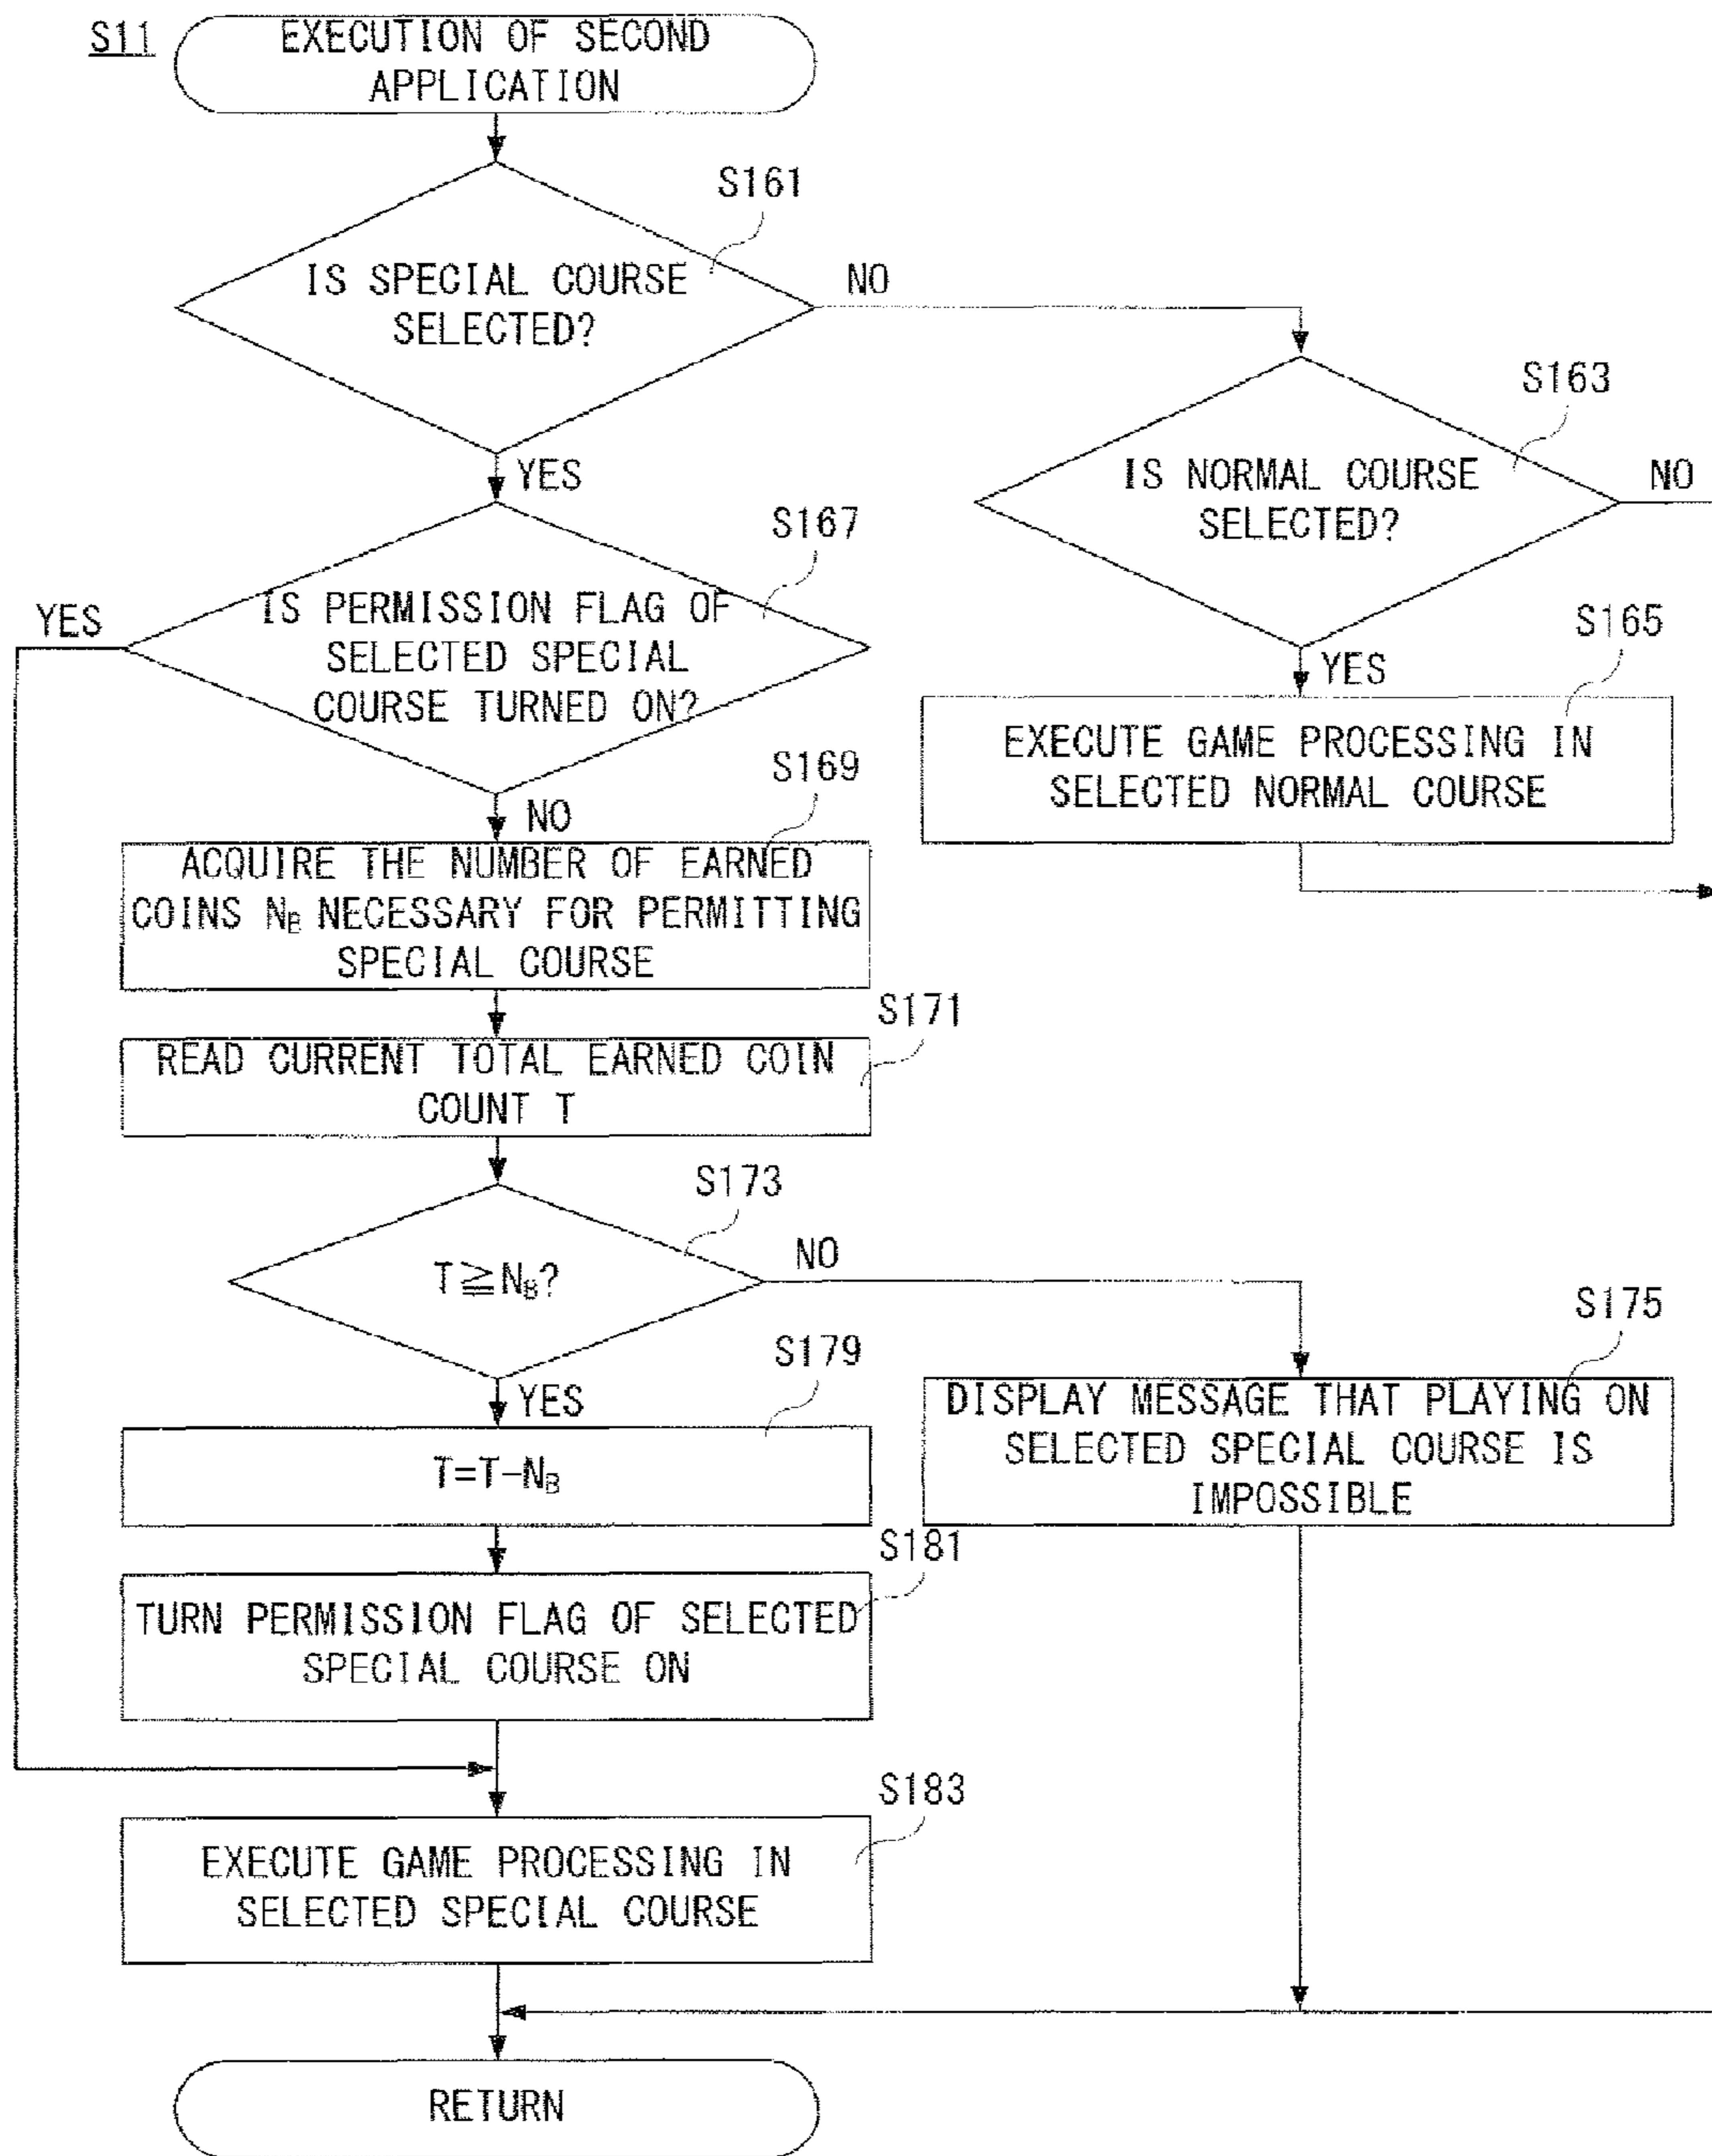 S11
EXECUTION OF SECOND
APPLICATION
S161
IS SPECIAL COURSE
SELECTED?
NO
YES
S163
IS NORMAL COURSE
SELECTED?
NO
YES
S165
EXECUTE GAME PROCESSING IN
SELECTED NORMAL COURSE
S167
IS PERMISSION FLAG OF
SELECTED SPECIAL
COURSE TURNED ON?
YES
NO
S169
ACQUIRE THE NUMBER OF EARNED
COINS NB NECESSARY FOR PERMITTING
SPECIAL COURSE
S171
READ CURRENT TOTAL EARNED COIN
COUNT T
S173
T≧NB?
NO
YES
S175
DISPLAY MESSAGE THAT PLAYING ON
SELECTED SPECIAL COURSE IS
IMPOSSIBLE
S179
T=T-NB
S181
TURN PERMISSION FLAG OF SELECTED
SPECIAL COURSE ON
S183
EXECUTE GAME PROCESSING IN
SELECTED SPECIAL COURSE
RETURN